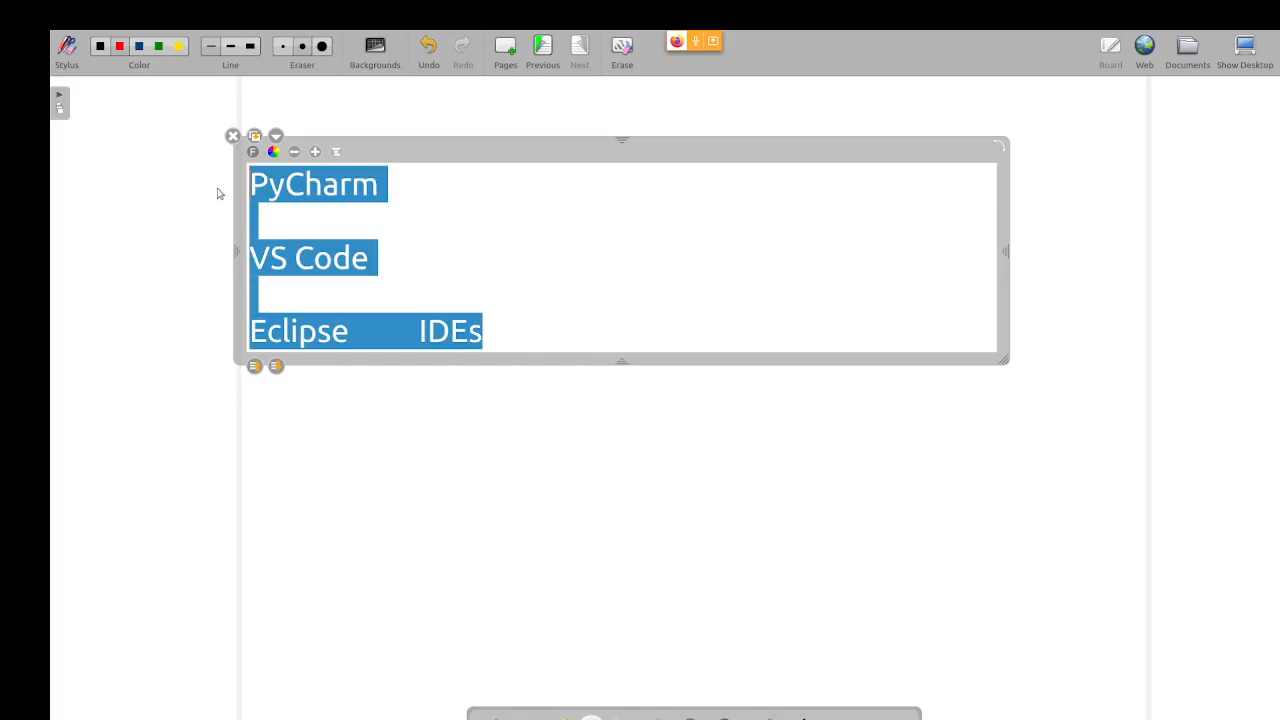 Stylus
Color
Line
Eraser
Backgrounds
Undo
Redo
Pages
Previous
Next
Erase
Board
Web
Documents
Show Desktop
F
PyCharm
VS Code
Eclipse IDEs